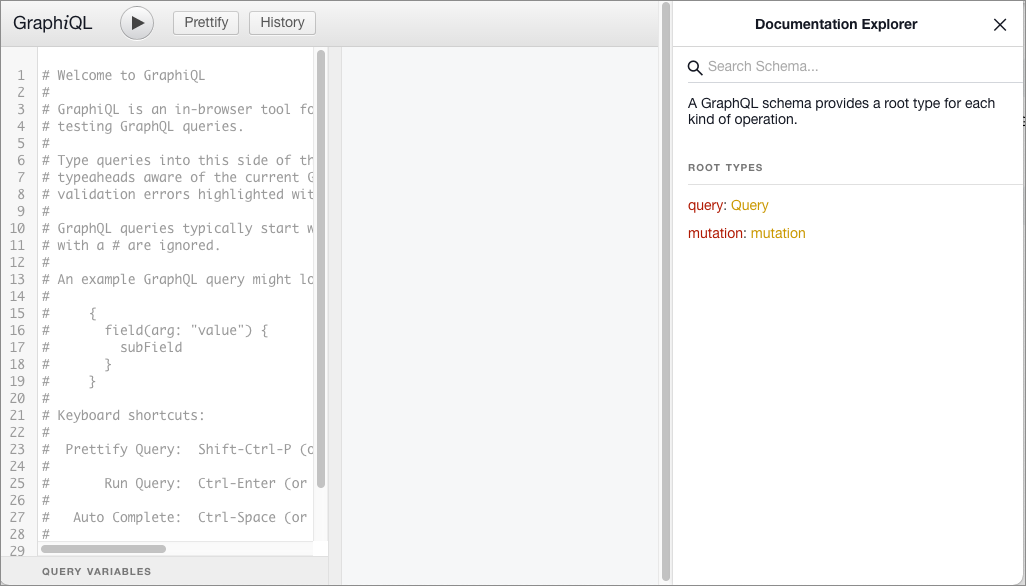 GraphiQL
Prettify
History
1 # Welcome to GraphiQL
2 #
3 # GraphiQL is an in-browser tool fo
4 # testing GraphQL queries.
5 #
6 # Type queries into this side of th
7 # typeaheads aware of the current G
8 # validation errors highlighted wit
9 #
10 # GraphQL queries typically start w
11 # with a # are ignored.
12 #
13 # An example GraphQL query might lo
14 #
15 #     {
16 #       field(arg: "value") {
17 #         subField
18 #       }
19 #     }
20 #
21 # Keyboard shortcuts:
22 #
23 #  Prettify Query:  Shift-Ctrl-P (o
24 #
25 #       Run Query:  Ctrl-Enter (or
26 #
27 #   Auto Complete:  Ctrl-Space (or
28 #
29
QUERY VARIABLES
Documentation Explorer
Search Schema...
A GraphQL schema provides a root type for each
kind of operation.
ROOT TYPES
query: Query
mutation: mutation